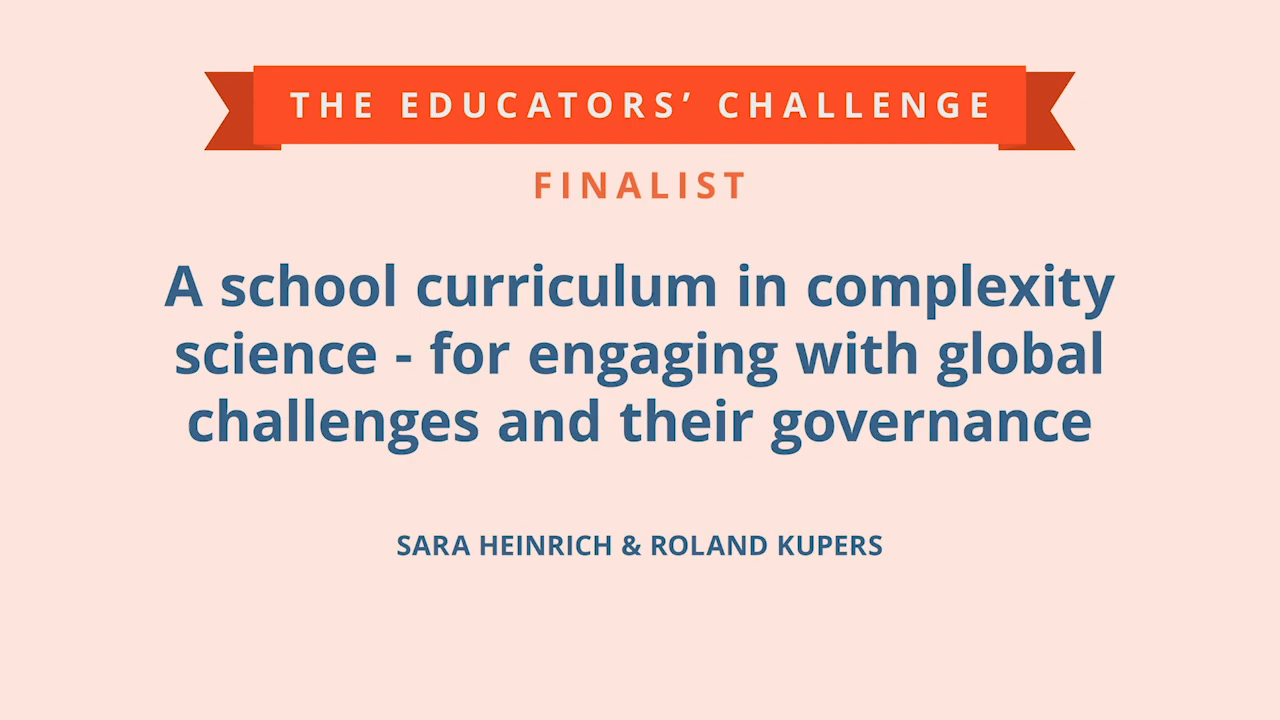 THE EDUCATORS’ CHALLENGE
FINALIST
A school curriculum in complexity
science - for engaging with global
challenges and their governance
SARA HEINRICH & ROLAND KUPERS